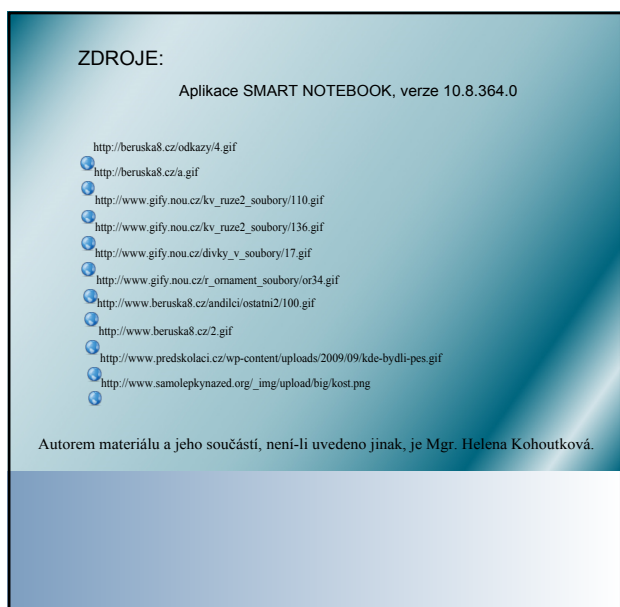 ZDROJE:
Aplikace SMART NOTEBOOK, verze 10.8.364.0
http://beruska8.cz/odkazy/4.gif
http://beruska8.cz/a.gif
http://www.gify.nou.cz/kv_ruze2_soubory/110.gif
http://www.gify.nou.cz/kv_ruze2_soubory/136.gif
http://www.gify.nou.cz/divky_v_soubory/17.gif
http://www.gify.nou.cz/r_ornament_soubory/or34.gif
http://www.beruska8.cz/andilci/ostatni2/100.gif
http://www.beruska8.cz/2.gif
http://www.predskolaci.cz/wp-content/uploads/2009/09/kde-bydli-pes.gif
http://www.samolepkynazed.org/_img/upload/big/kost.png
Autorem materiálu a jeho součástí, není-li uvedeno jinak, je Mgr. Helena Kohoutková.